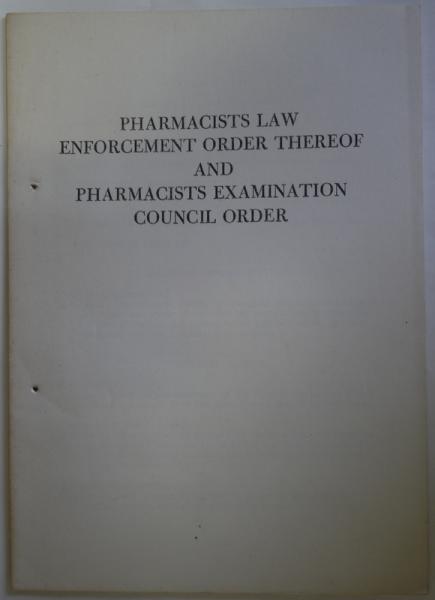 PHARMACISTS LAW
ENFORCEMENT ORDER THEREOF
AND
PHARMACISTS EXAMINATION
COUNCIL ORDER